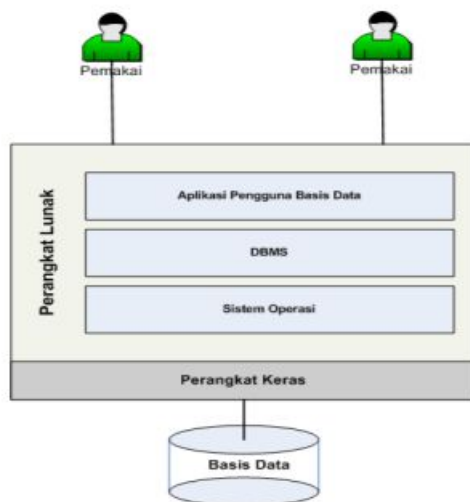 Pemakai
Pemakai
Perangkat Lunak
Aplikasi Pengguna Basis Data
DBMS
Sistem Operasi
Perangkat Keras
Basis Data